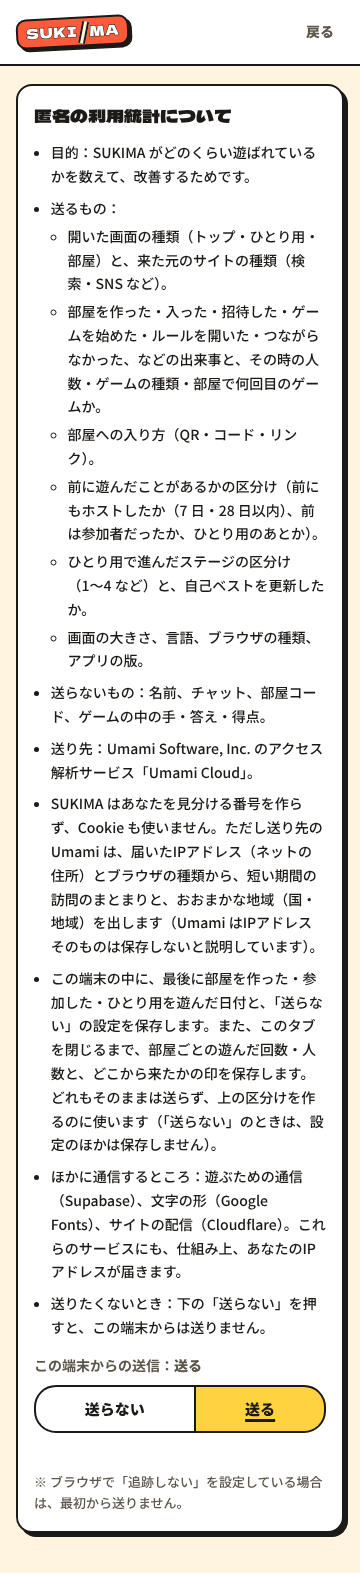 SUKI/MA
戻る
匿名の利用統計について
• 目的：SUKIMA がどのくらい遊ばれている
かを数えて、改善するためです。
• 送るもの：
◦ 開いた画面の種類（トップ・ひとり用・
部屋）と、来た元のサイトの種類（検
索・SNS など）。
◦ 部屋を作った・入った・招待した・ゲー
ムを始めた・ルールを開いた・つながら
なかった、などの出来事と、その時の人
数・ゲームの種類・部屋で何回目のゲー
ムか。
◦ 部屋への入り方（QR・コード・リン
ク）。
◦ 前に遊んだことがあるかの区分け（前に
もホストしたか（7 日・28 日以内）、前
は参加者だったか、ひとり用のあとか）。
◦ ひとり用で進んだステージの区分け
（1〜4 など）と、自己ベストを更新した
か。
◦ 画面の大きさ、言語、ブラウザの種類、
アプリの版。
• 送らないもの：名前、チャット、部屋コー
ド、ゲームの中の手・答え・得点。
• 送り先：Umami Software, Inc. のアクセス
解析サービス「Umami Cloud」。
• SUKIMA はあなたを見分ける番号を作ら
ず、Cookie も使いません。ただし送り先の
Umami は、届いたIPアドレス（ネットの
住所）とブラウザの種類から、短い期間の
訪問のまとまりと、おおまかな地域（国・
地域）を出します（Umami はIPアドレス
そのものは保存しないと説明しています）。
• この端末の中に、最後に部屋を作った・参
加した・ひとり用を遊んだ日付と、「送らな
い」の設定を保存します。また、このタブ
を閉じるまで、部屋ごとの遊んだ回数・人
数と、どこから来たかの印を保存します。
どれもそのままは送らず、上の区分けを作
るのに使います（「送らない」のときは、設
定のほかは保存しません）。
• ほかに通信するところ：遊ぶための通信
（Supabase）、文字の形（Google
Fonts）、サイトの配信（Cloudflare）。これ
らのサービスにも、仕組み上、あなたのIP
アドレスが届きます。
• 送りたくないとき：下の「送らない」を押
すと、この端末からは送りません。
この端末からの送信：送る
送らない
送る
※ ブラウザで「追跡しない」を設定している場合
は、最初から送りません。